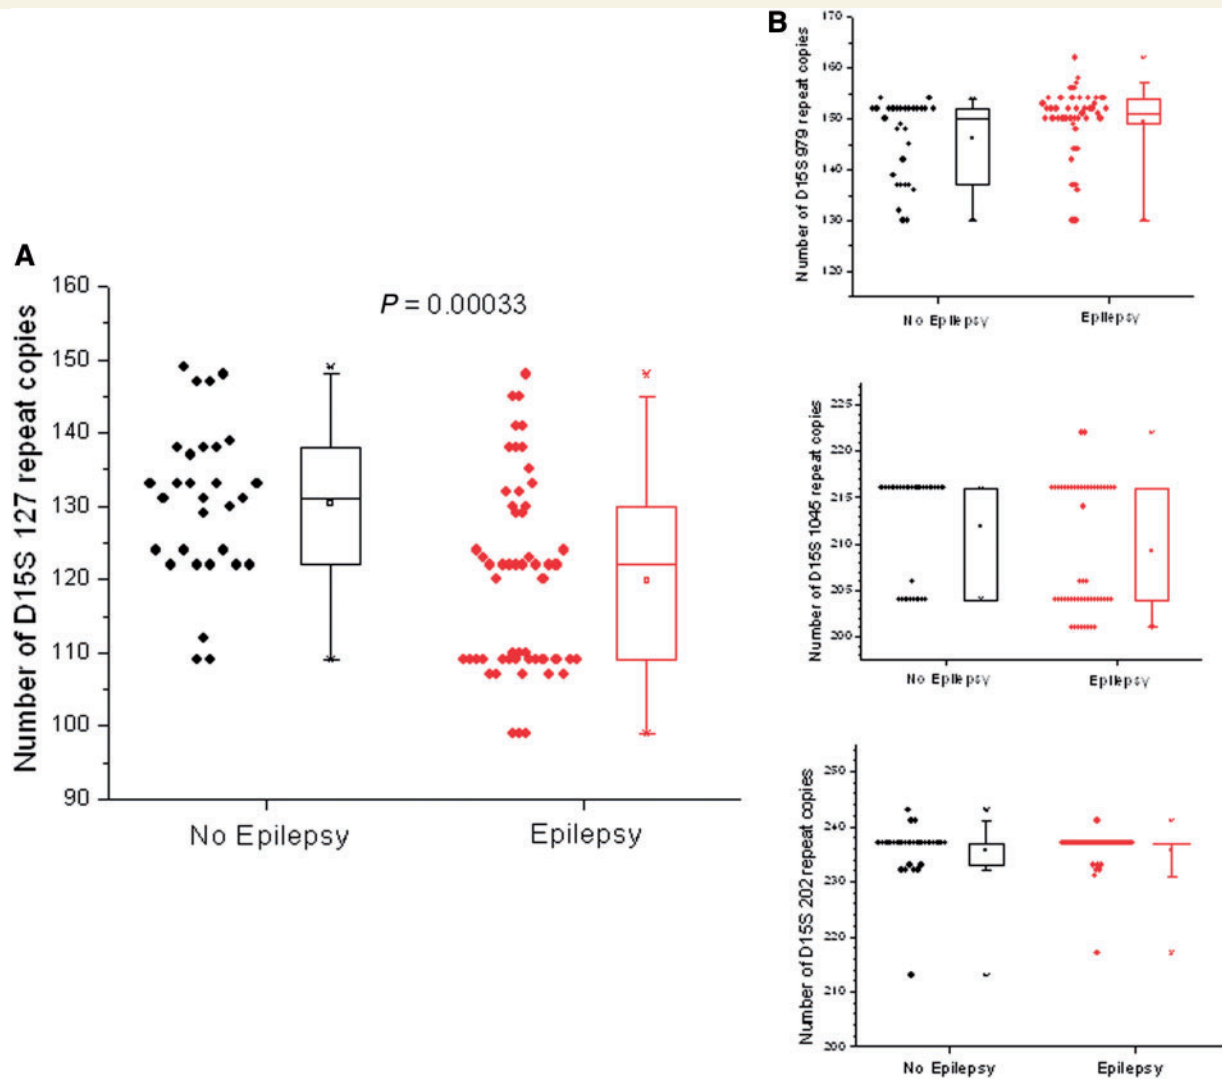 A
Number of D15S 127 repeat copies
160
150
140
130
120
110
100
90
P = 0.00033
No Epilepsy
Epilepsy
B
Number of D15S 979 repeat copies
170
160
150
140
130
120
No Epilepsy
Epilepsy
Number of D15S 1045 repeat copies
225
220
215
210
205
200
No Epilepsy
Epilepsy
Number of D15S 202 repeat copies
250
240
230
220
210
200
No Epilepsy
Epilepsy